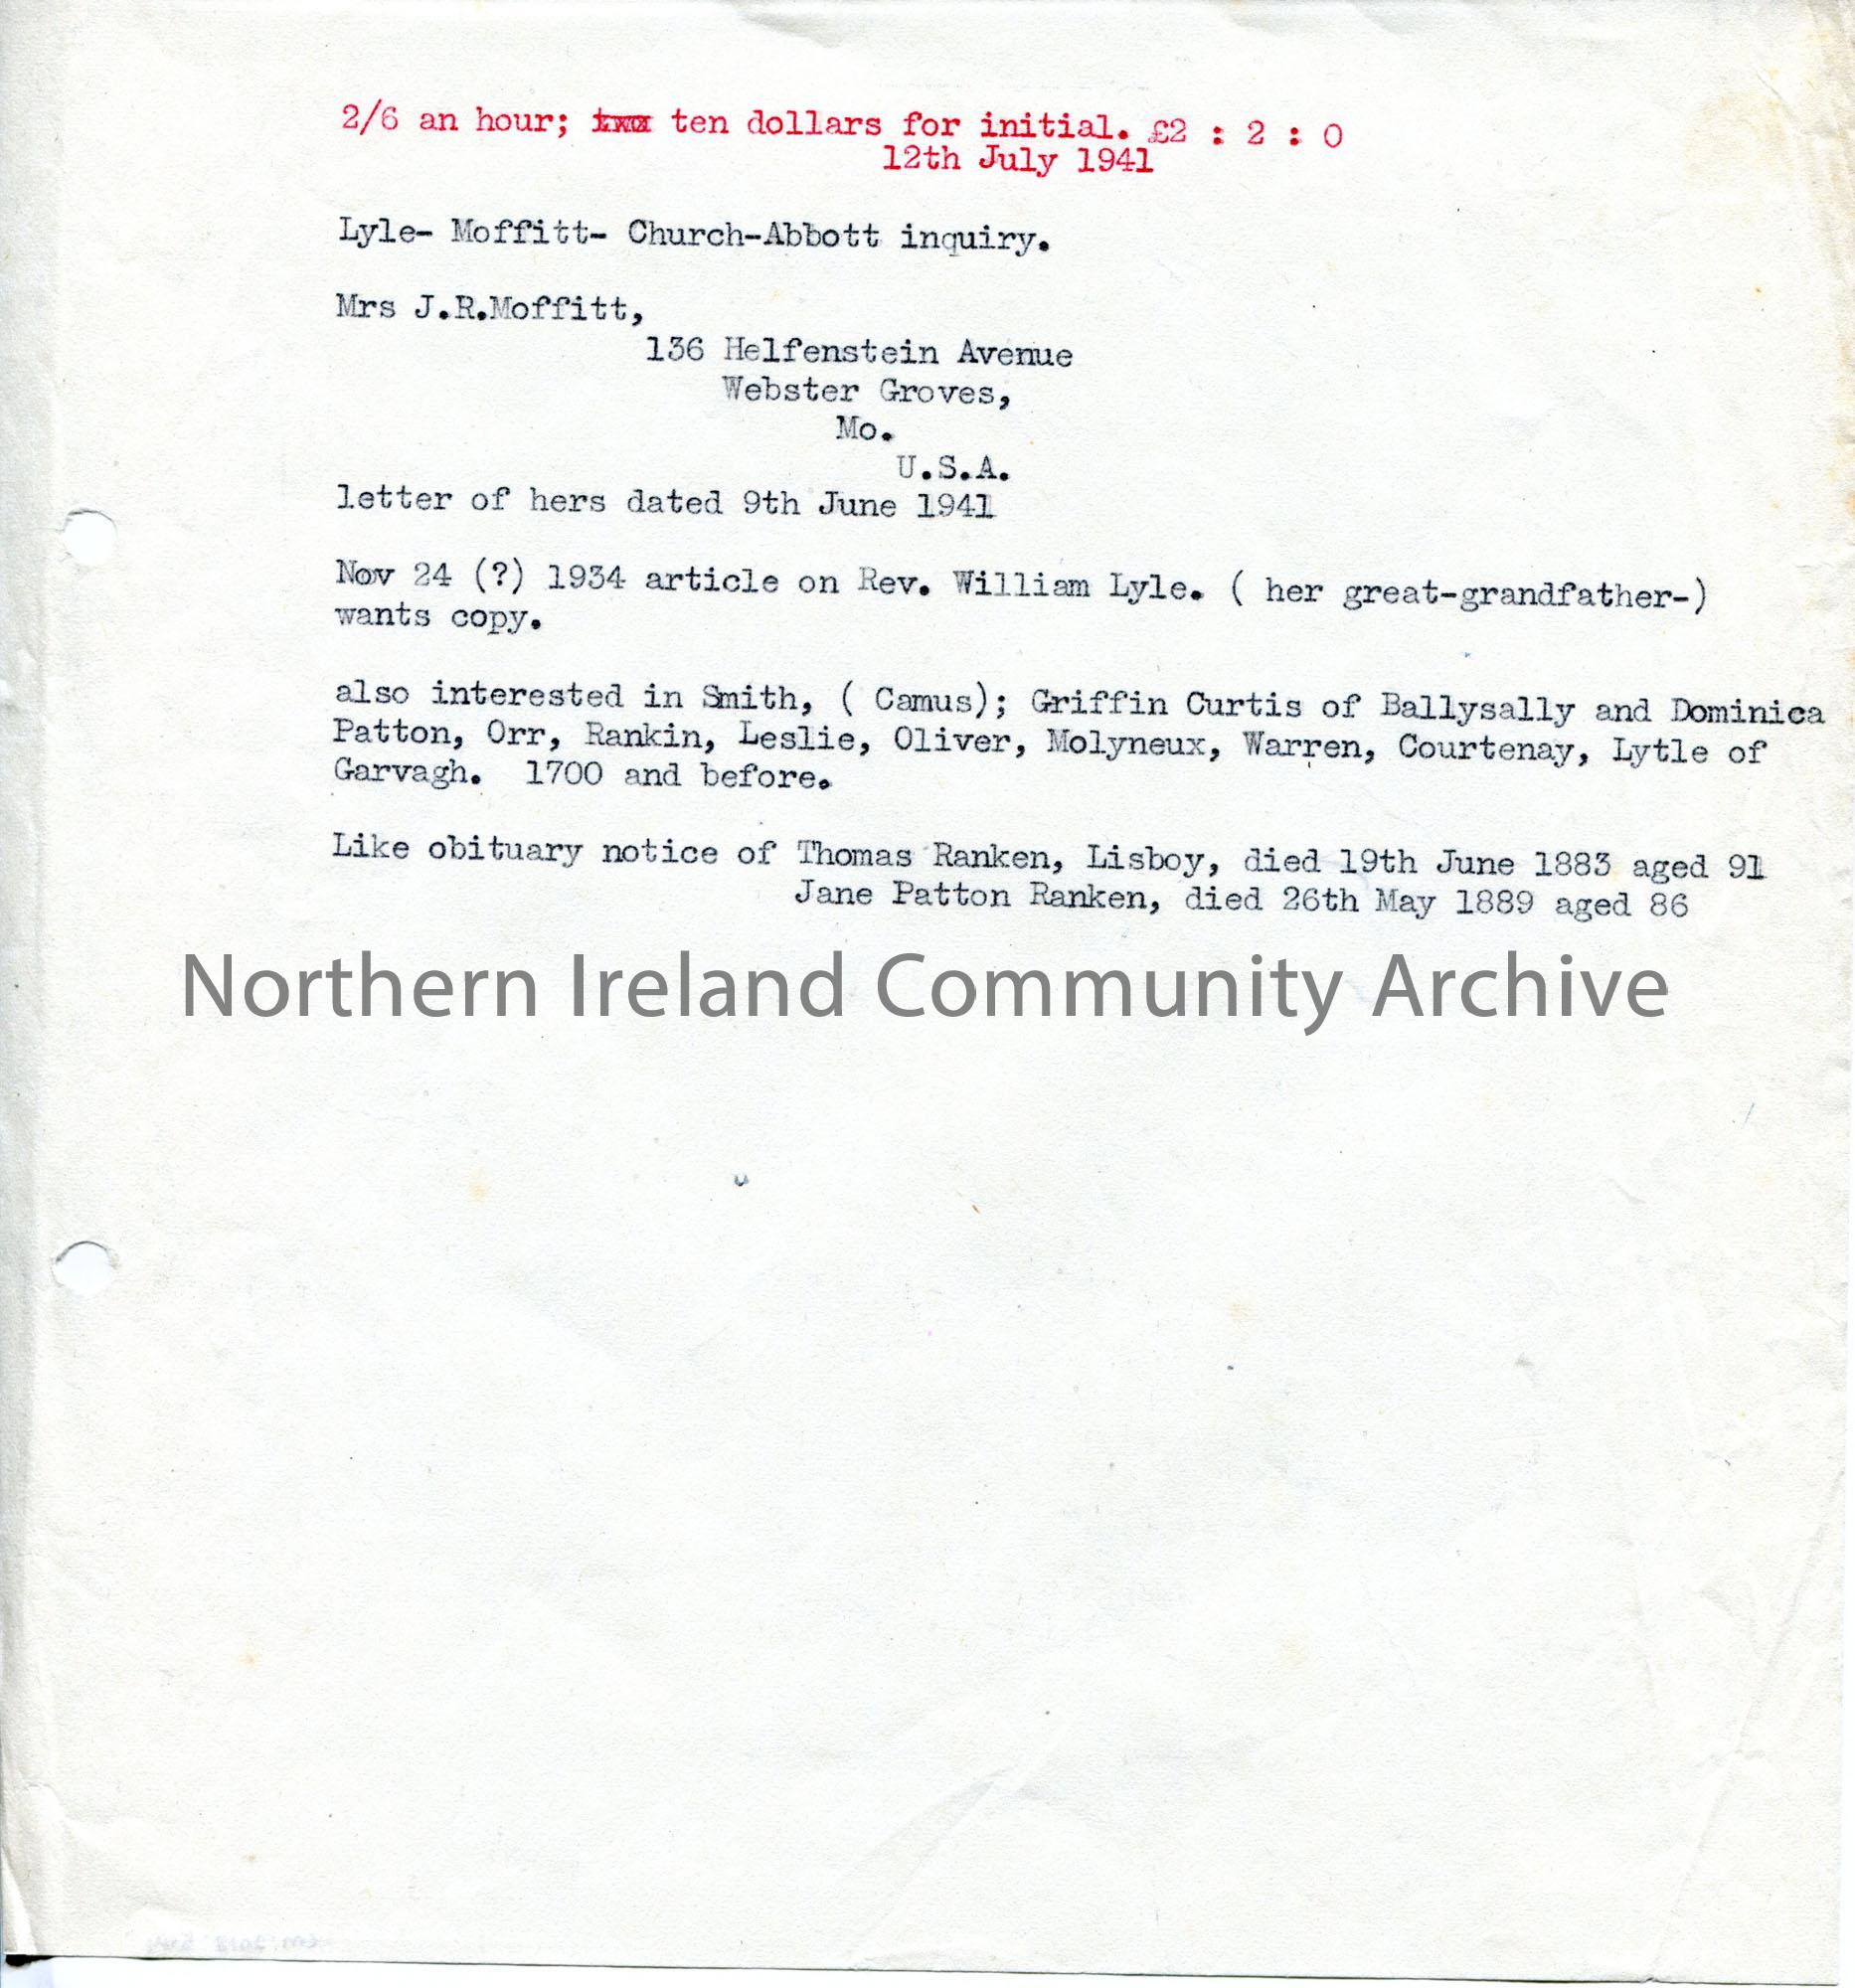 2/6 an hour; ten dollars for initial. £2 : 2 : 0
12th July 1941
Lyle- Moffitt- Church-Abbott inquiry.
Mrs J.R.Moffitt,
136 Helfenstein Avenue
Webster Groves,
Mo.
U.S.A.
letter of hers dated 9th June 1941
Nov 24 (?) 1934 article on Rev. William Lyle. ( her great-grandfather-)
wants copy.
also interested in Smith, ( Camus); Griffin Curtis of Ballysally and Dominica
Patton, Orr, Rankin, Leslie, Oliver, Molyneux, Warren, Courtenay, Lytle of
Garvagh. 1700 and before.
Like obituary notice of Thomas Ranken, Lisboy, died 19th June 1883 aged 91
Jane Patton Ranken, died 26th May 1889 aged 86
Northern Ireland Community Archive